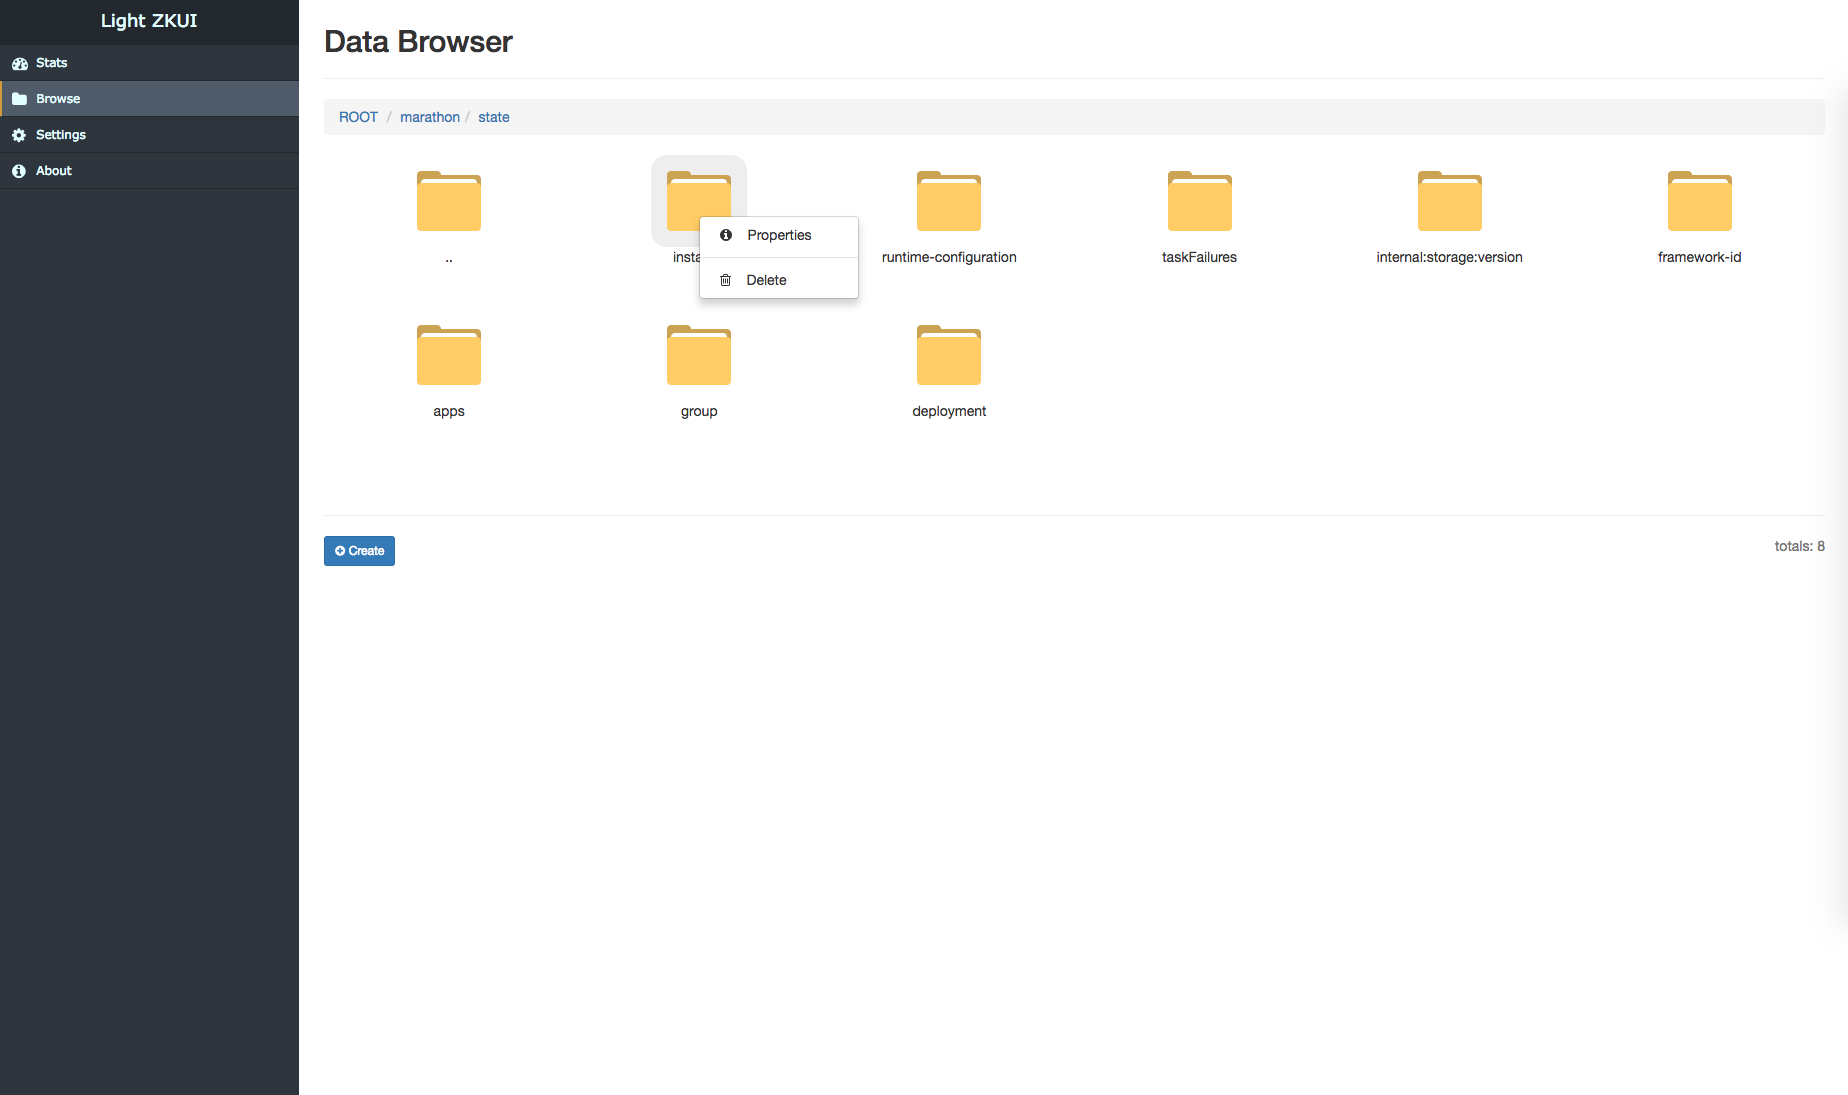 Light ZKUI
Stats
Browse
Settings
About
Data Browser
ROOT / marathon / state
..
runtime-configuration
taskFailures
internal:storage:version
framework-id
Properties
Delete
apps
group
deployment
Create
totals: 8